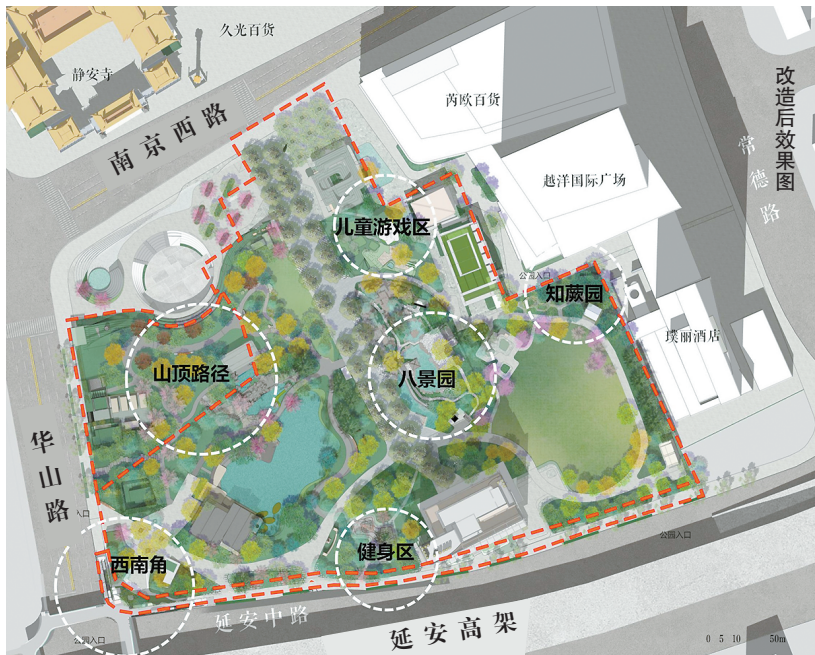 久光百货
静安寺
南京西路
芮欧百货
改造后效果图
常德路
越洋国际广场
儿童游戏区
公园入口
知蕨园
璞丽酒店
山顶路径
八景园
华山路
入口
西南角
健身区
公园入口
延安中路
延安高架
公园入口
0 5 10 50m